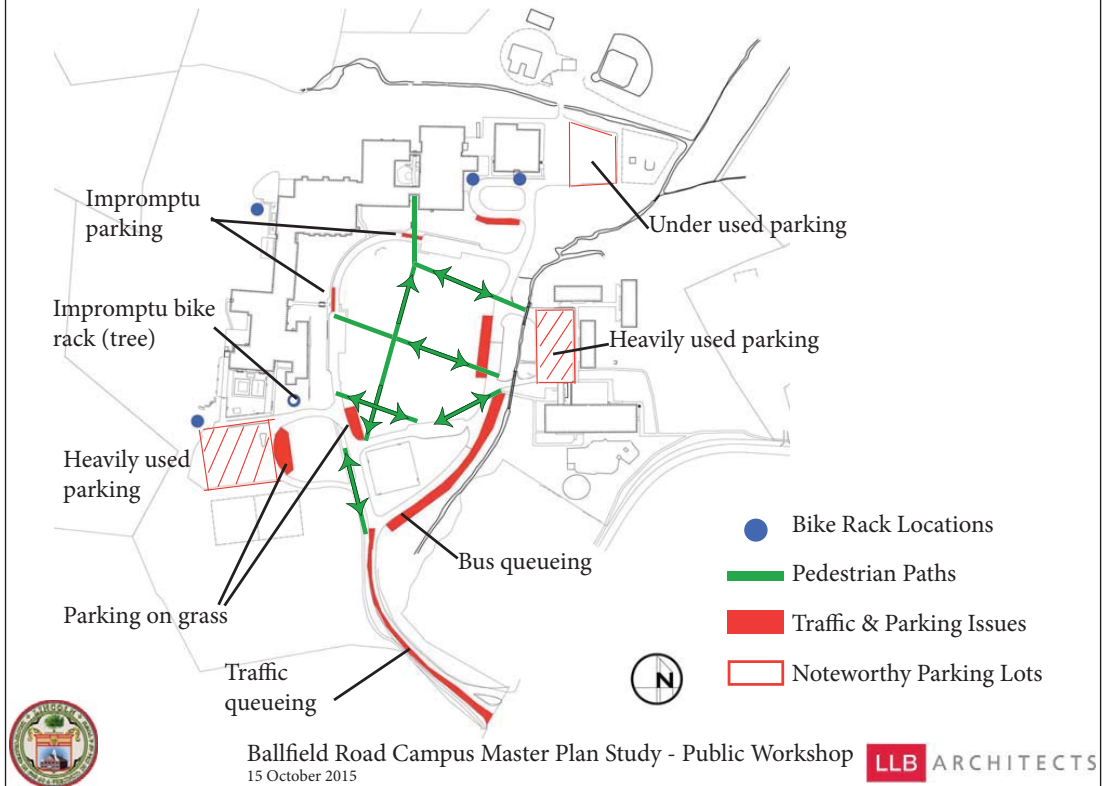 Impromptu
parking
Under used parking
Impromptu bike
rack (tree)
Heavily used parking
Heavily used
parking
Bus queueing
Parking on grass
Traffic
queueing
Bike Rack Locations
Pedestrian Paths
Traffic & Parking Issues
Noteworthy Parking Lots
N
LINCOLN
Ballfield Road Campus Master Plan Study - Public Workshop
15 October 2015
LLB ARCHITECTS